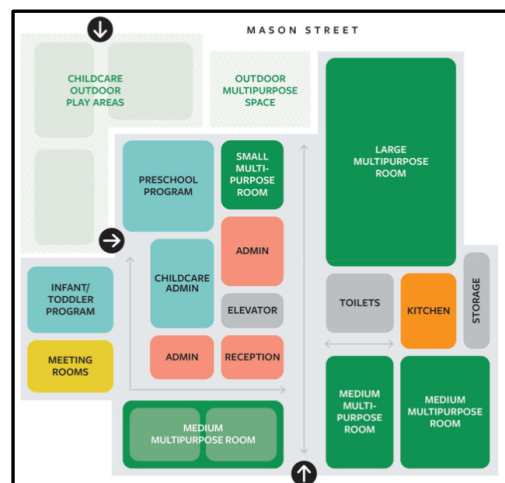 MASON STREET
CHILDCARE
OUTDOOR
PLAY AREAS
OUTDOOR
MULTIPURPOSE
SPACE
PRESCHOOL
PROGRAM
SMALL
MULTI-
PURPOSE
ROOM
LARGE
MULTIPURPOSE
ROOM
ADMIN
CHILDCARE
ADMIN
INFANT/
TODDLER
PROGRAM
ELEVATOR
TOILETS
KITCHEN
STORAGE
MEETING
ROOMS
ADMIN
RECEPTION
MEDIUM
MULTIPURPOSE ROOM
MEDIUM
MULTI-
PURPOSE
ROOM
MEDIUM
MULTIPURPOSE
ROOM